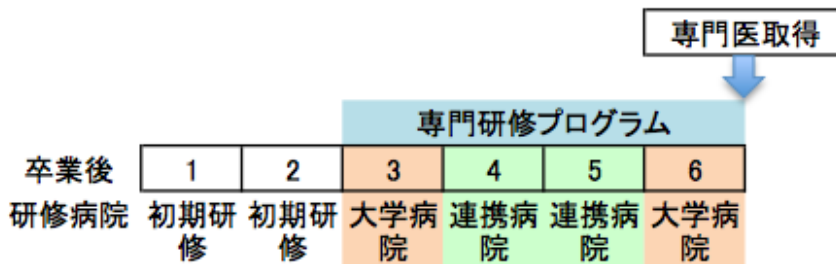 専門医取得
専門研修プログラム
卒業後 1 2 3 4 5 6
研修病院 初期研修 初期研修 大学病院 連携病院 連携病院 大学病院